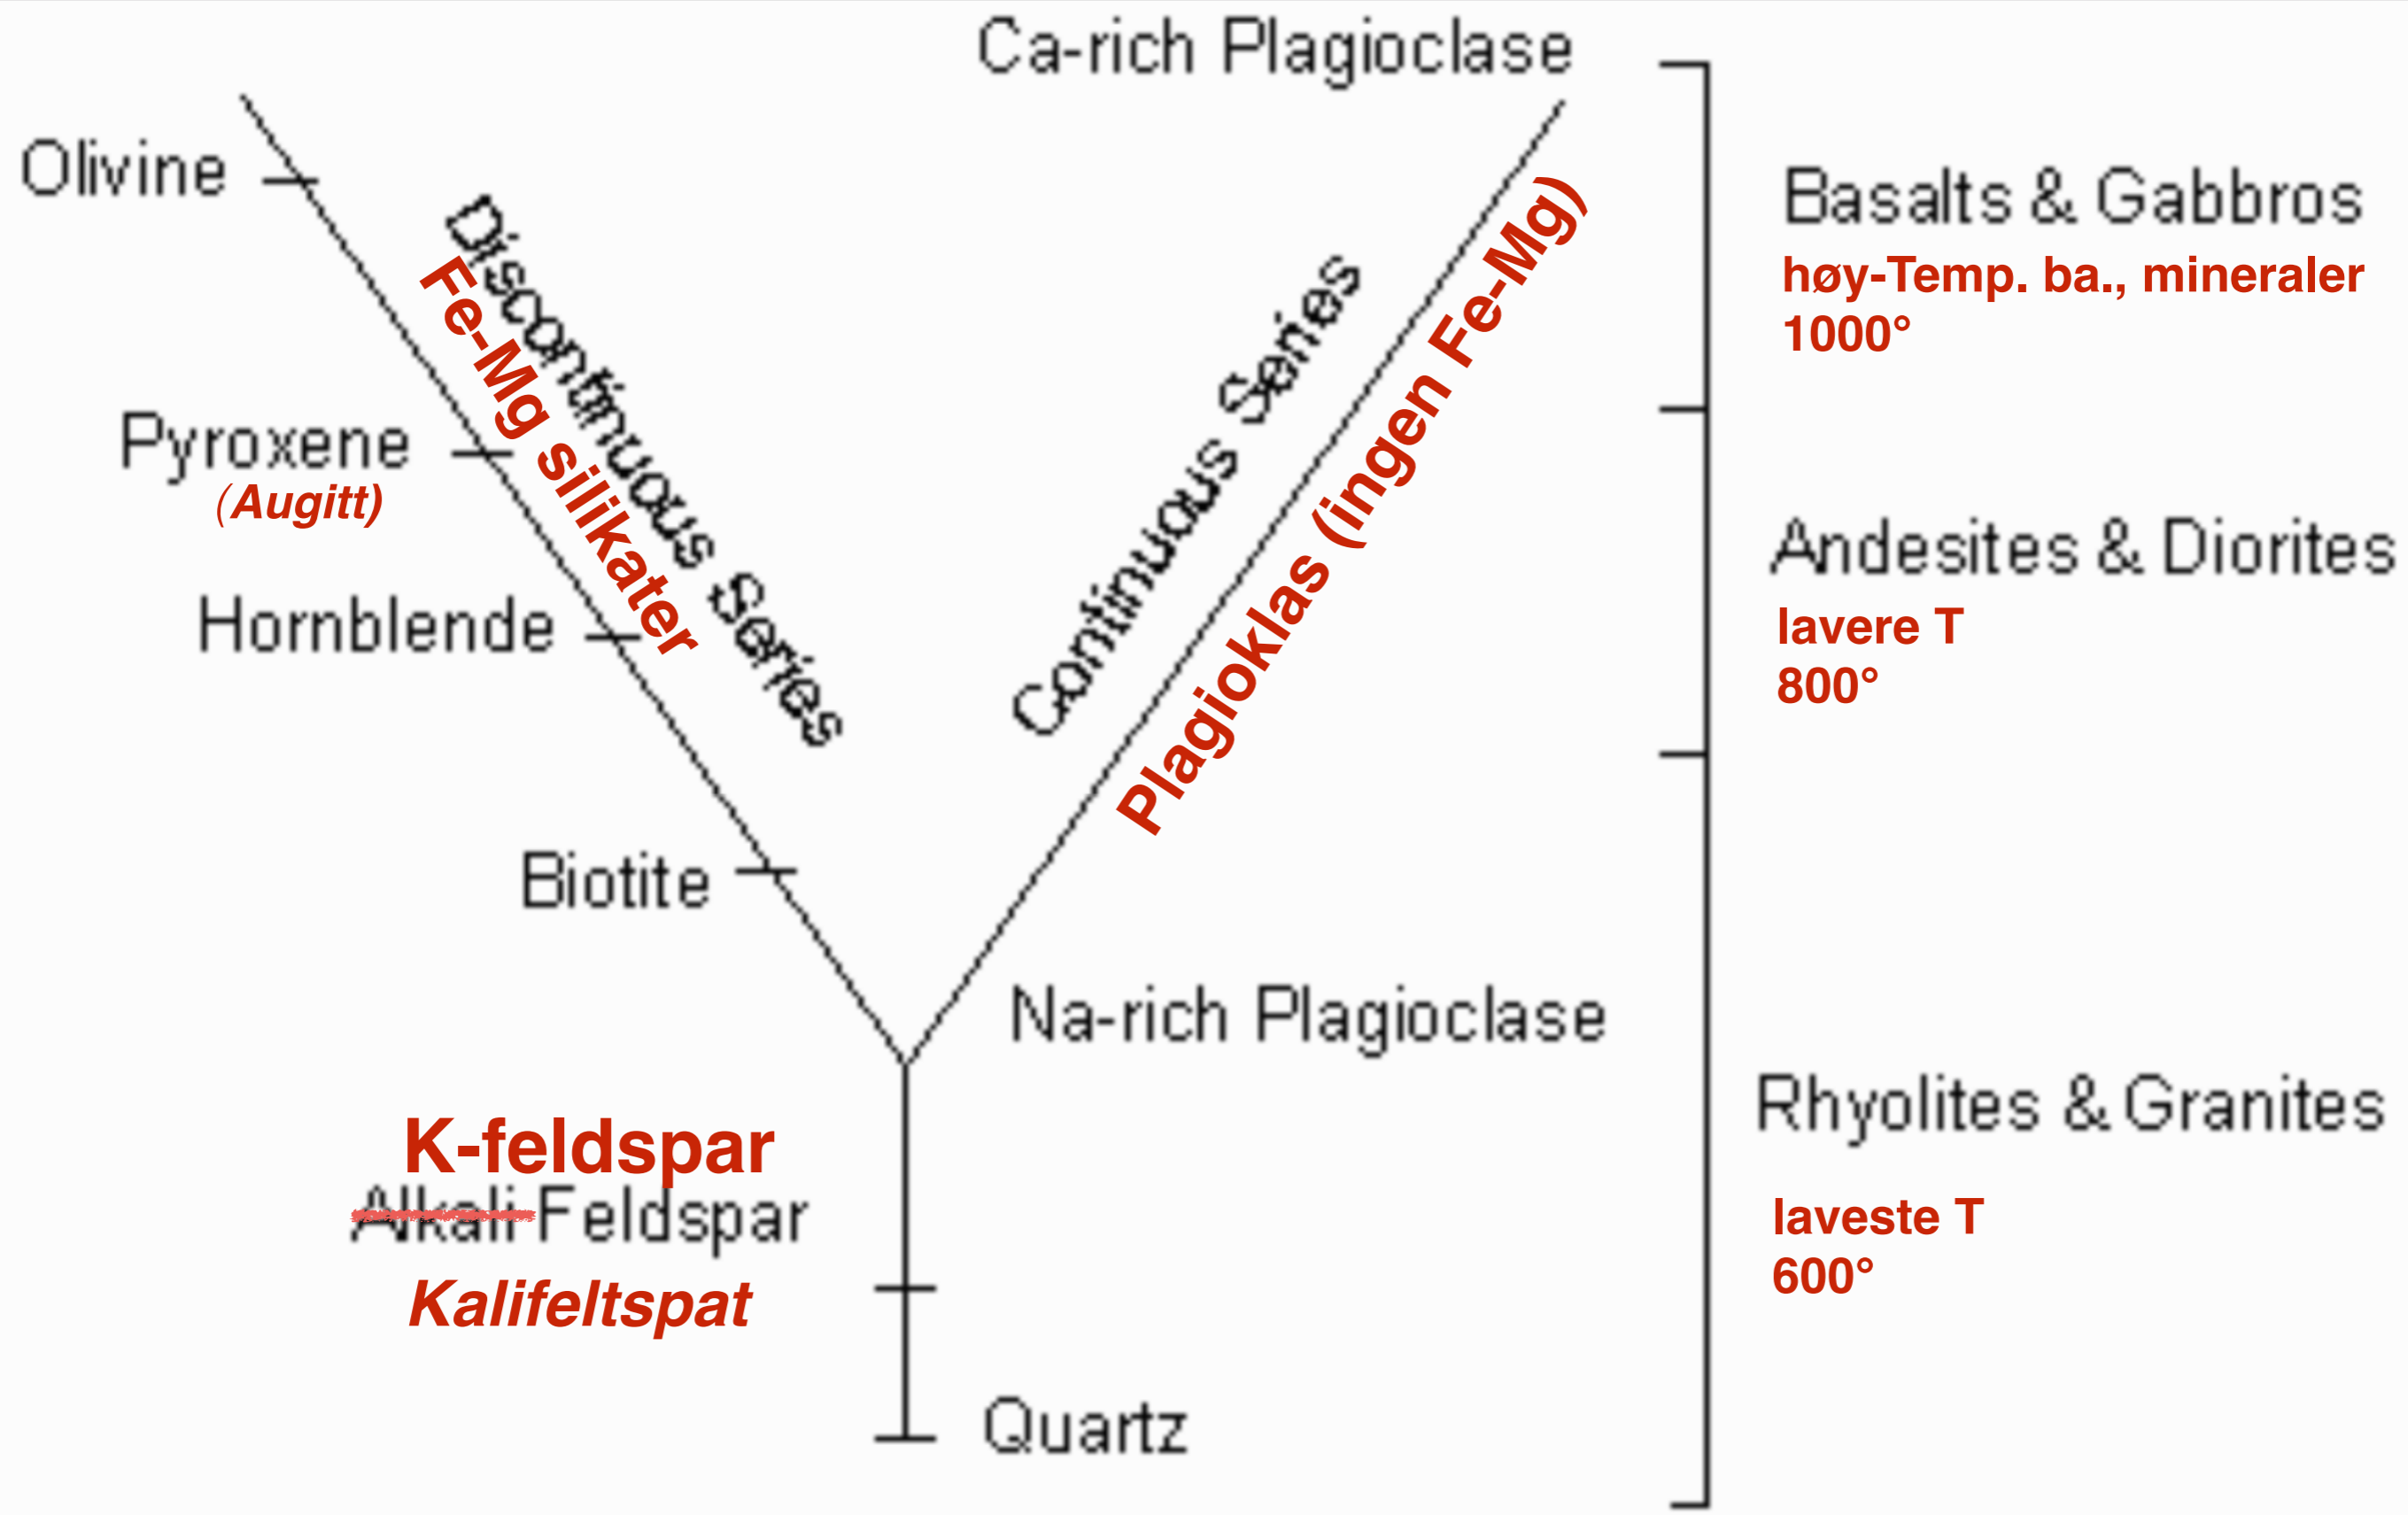 Ca-rich Plagioclase
Olivine
Discontinuous Series
Fe-Mg silikater
Continuous Series
Plagioklas (ingen Fe-Mg)
Basalts & Gabbros
høy-Temp. ba., mineraler
1000°
Pyroxene
(Augitt)
Hornblende
Andesites & Diorites
lavere T
800°
Biotite
Na-rich Plagioclase
K-feldspar
Alkali Feldspar
Kalifeltspat
Rhyolites & Granites
laveste T
600°
Quartz